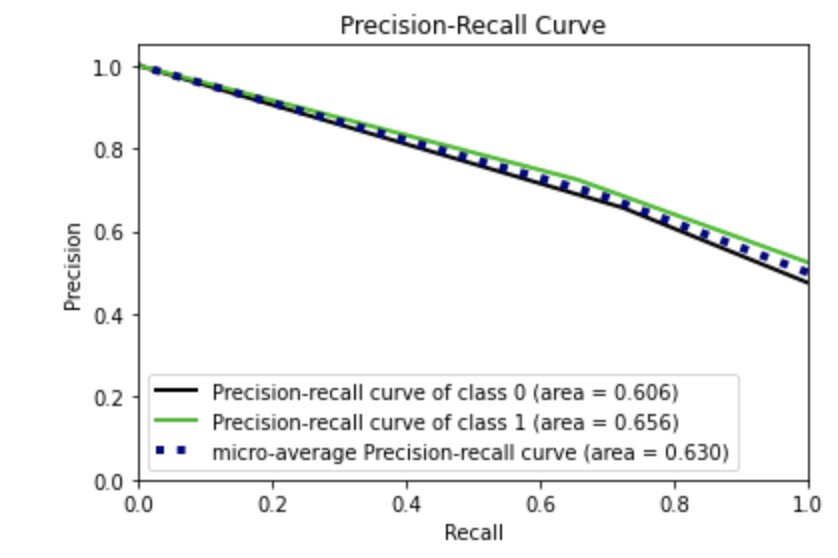 Precision-Recall Curve
1.0
0.8
0.6
0.4
0.2
0.0
Precision
Precision-recall curve of class 0 (area = 0.606)
Precision-recall curve of class 1 (area = 0.656)
micro-average Precision-recall curve (area = 0.630)
0.0 0.2 0.4 0.6 0.8 1.0
Recall